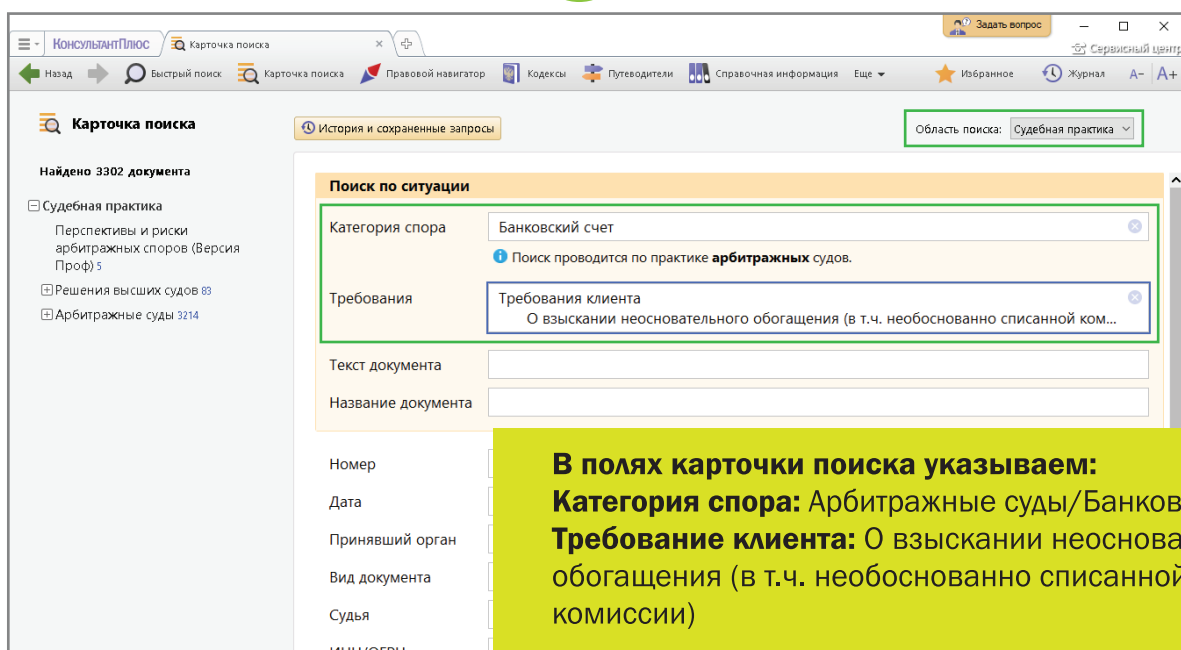 Задать вопрос
КонсультантПлюс Карточка поиска
Сервисный центр
Назад Быстрый поиск Карточка поиска Правовой навигатор Кодексы Путеводители Справочная информация Еще Избранное Журнал A- A+
Карточка поиска
История и сохраненные запросы
Область поиска: Судебная практика
Найдено 3302 документа
Судебная практика
Перспективы и риски
арбитражных споров (Версия
Проф) 5
Решения высших судов 83
Арбитражные суды 3214
Поиск по ситуации
Категория спора Банковский счет
Поиск проводится по практике арбитражных судов.
Требования Требования клиента
О взыскании неосновательного обогащения (в т.ч. необоснованно списанной ком...
Текст документа
Название документа
Номер
Дата
Принявший орган
Вид документа
Судья
В полях карточки поиска указываем:
Категория спора: Арбитражные суды/Банков
Требование клиента: О взыскании неоснова
обогащения (в т.ч. необоснованно списанной
комиссии)